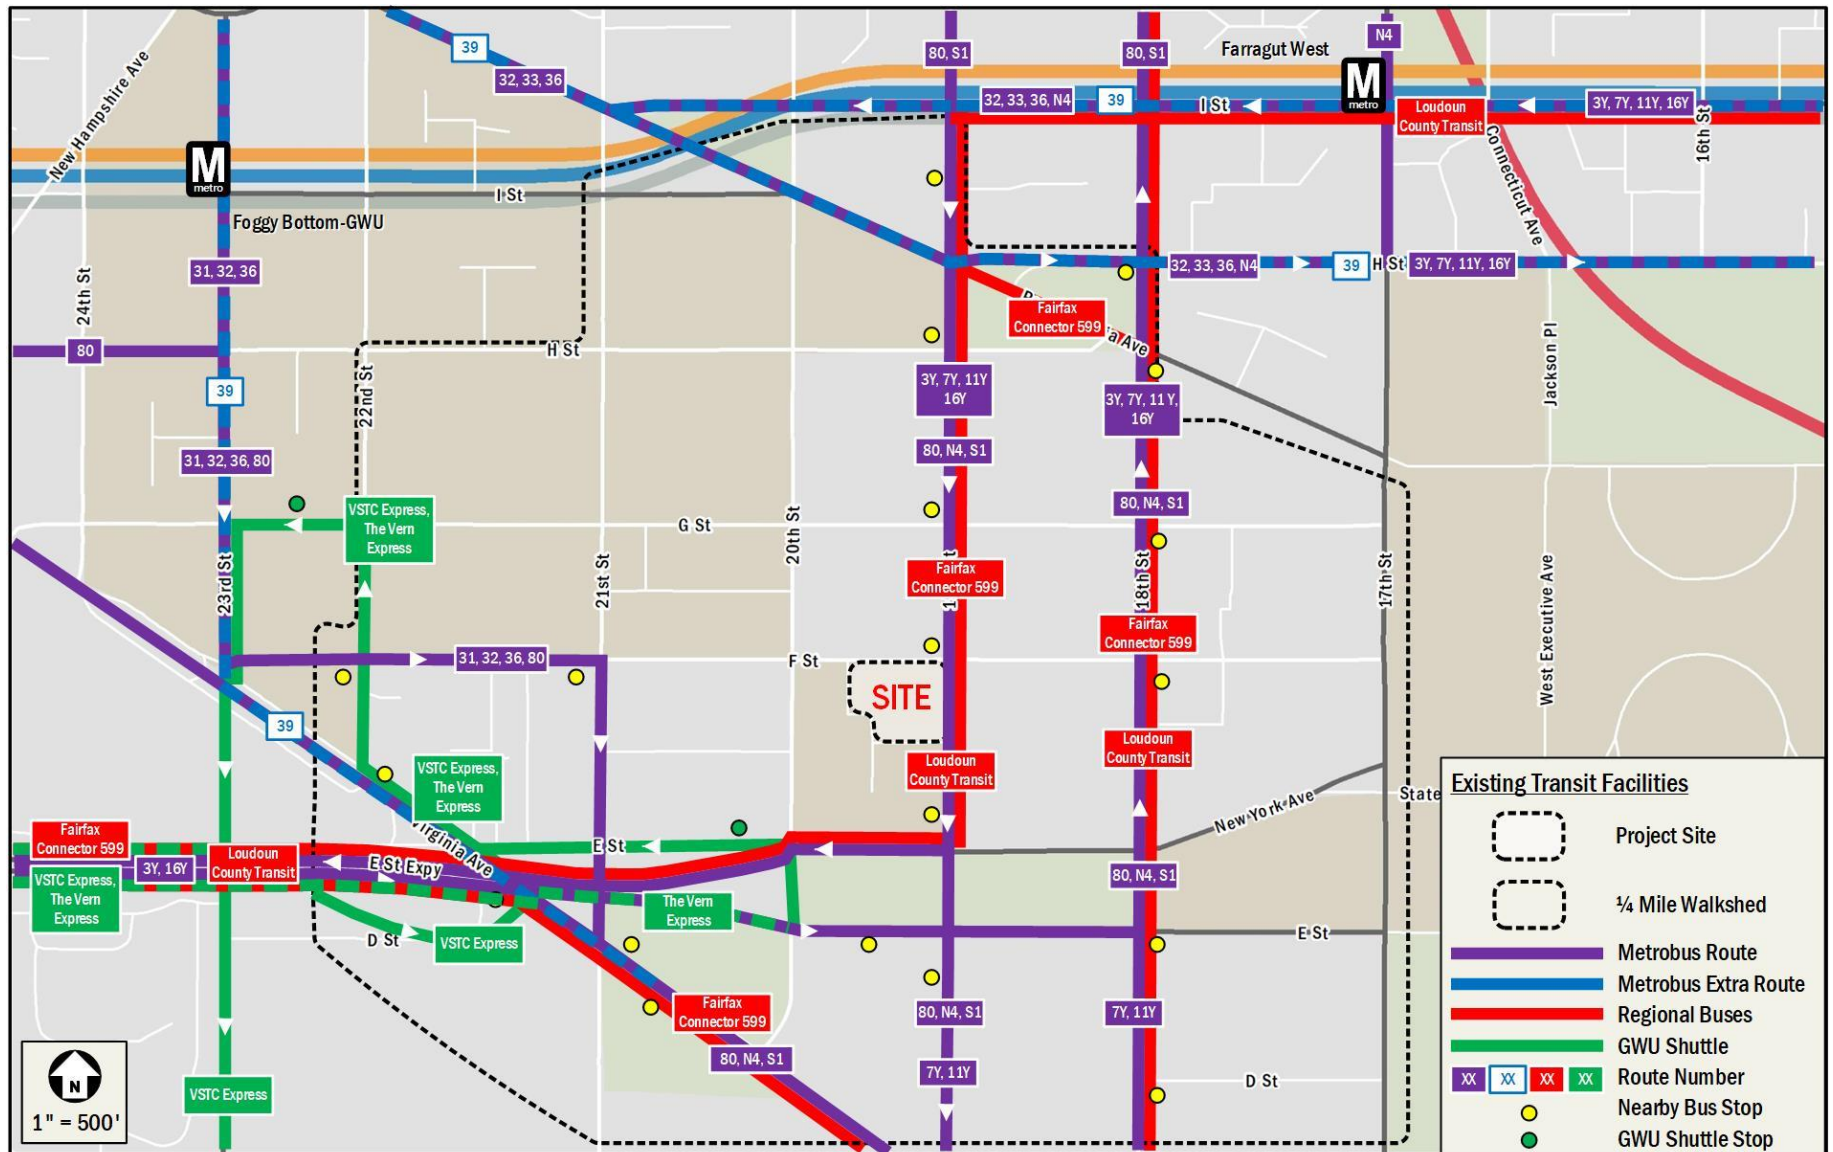 39
32, 33, 36
80, S1
80, S1
Farragut West
N4
M
metro
32, 33, 36, N4
39
I St
Loudoun
County Transit
3Y, 7Y, 11Y, 16Y
16th St
New Hampshire Ave
M
metro
I St
Foggy Bottom-GWU
Connecticut Ave
31, 32, 36
24th St
32, 33, 36, N4
39
H St
3Y, 7Y, 11Y, 16Y
Fairfax
Connector 599
Ave
80
H St
39
22nd St
3Y, 7Y, 11Y
16Y
3Y, 7Y, 11 Y,
16Y
Jackson Pl
31, 32, 36, 80
80, N4, S1
80, N4, S1
VSTC Express,
The Vern
Express
G St
20th St
23rd St
21st St
Fairfax
Connector 599
18th St
17th St
West Executive Ave
Fairfax
Connector 599
31, 32, 36, 80
F St
SITE
39
Loudoun
County Transit
Loudoun
County Transit
VSTC Express,
The Vern
Express
New York Ave
State
Fairfax
Connector 599
3Y, 16Y
Loudoun
County Transit
E St Expy
Virginia Ave
E St
VSTC Express,
The Vern
Express
The Vern
Express
80, N4, S1
D St
VSTC Express
E St
Fairfax
Connector 599
80, N4, S1
80, N4, S1
7Y, 11Y
7Y, 11Y
VSTC Express
D St
N
1" = 500'
Existing Transit Facilities
Project Site
¼ Mile Walkshed
Metrobus Route
Metrobus Extra Route
Regional Buses
GWU Shuttle
XX XX XX XX Route Number
Nearby Bus Stop
GWU Shuttle Stop